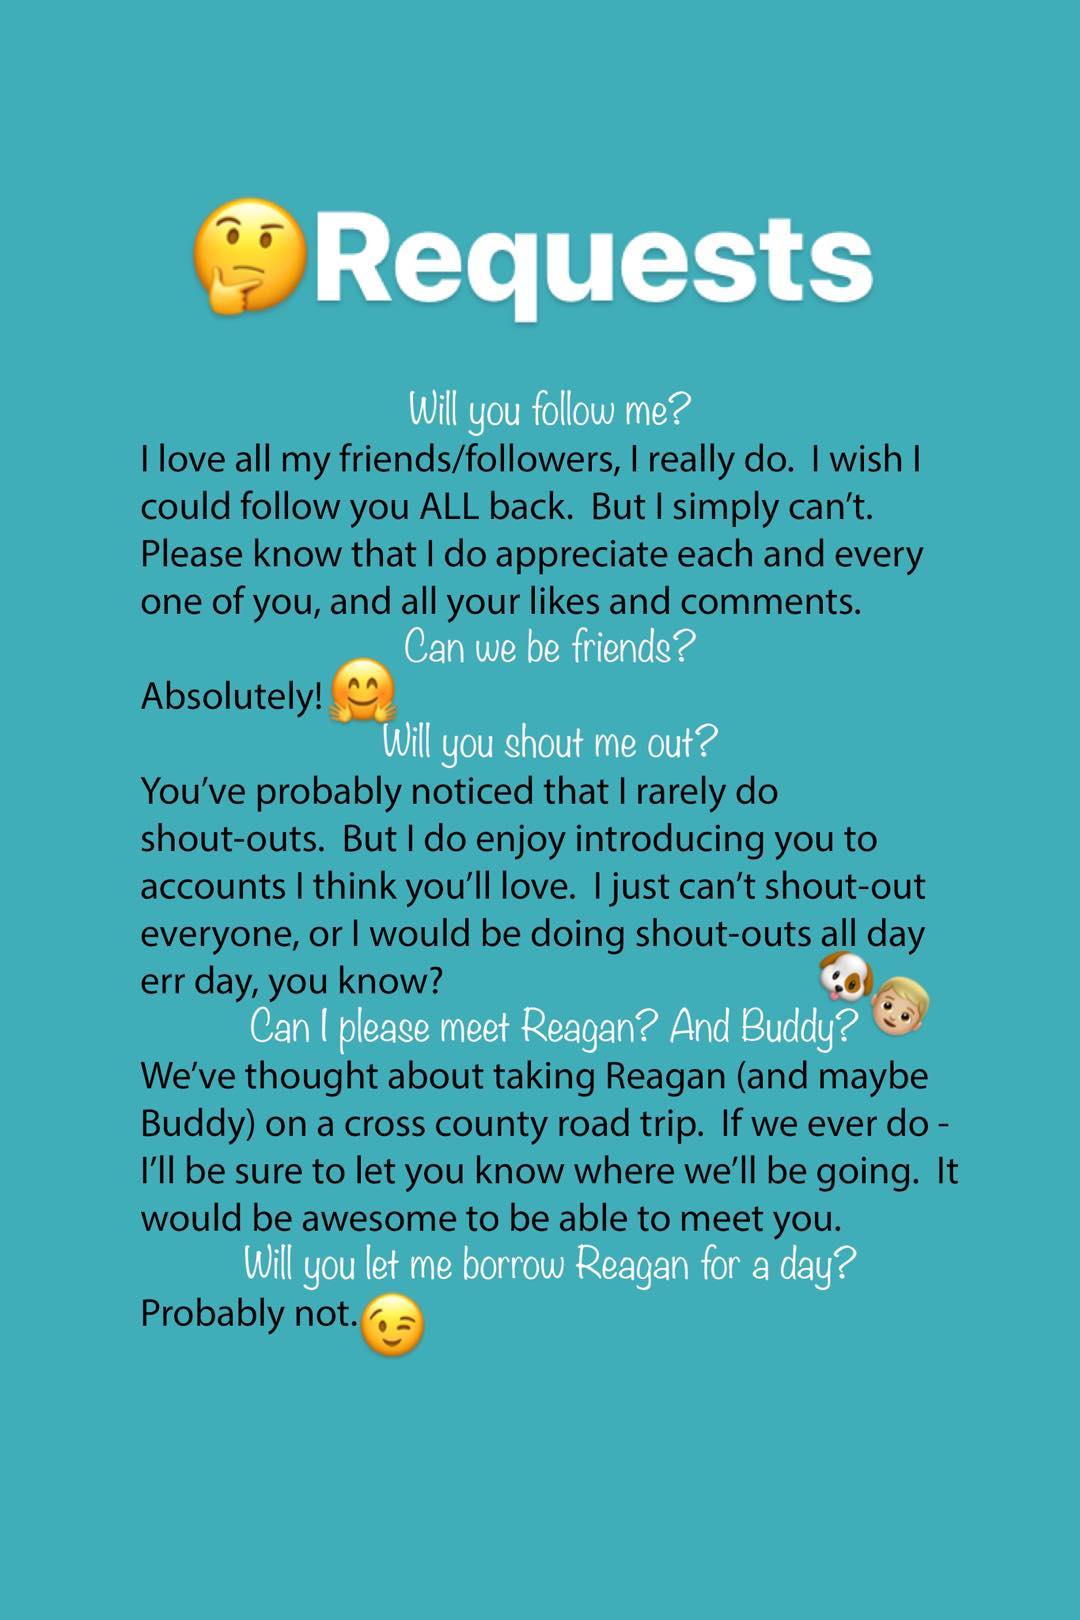 🤔Requests
Will you follow me?
I love all my friends/followers, I really do.  I wish I
could follow you ALL back.  But I simply can’t.
Please know that I do appreciate each and every
one of you, and all your likes and comments.
Can we be friends?
Absolutely!🤗
Will you shout me out?
You’ve probably noticed that I rarely do
shout-outs.  But I do enjoy introducing you to
accounts I think you’ll love.  I just can’t shout-out
everyone, or I would be doing shout-outs all day
err day, you know?
Can I please meet Reagan? And Buddy?🐶👦🏼
We’ve thought about taking Reagan (and maybe
Buddy) on a cross county road trip.  If we ever do -
I’ll be sure to let you know where we’ll be going.  It
would be awesome to be able to meet you.
Will you let me borrow Reagan for a day?
Probably not.😉